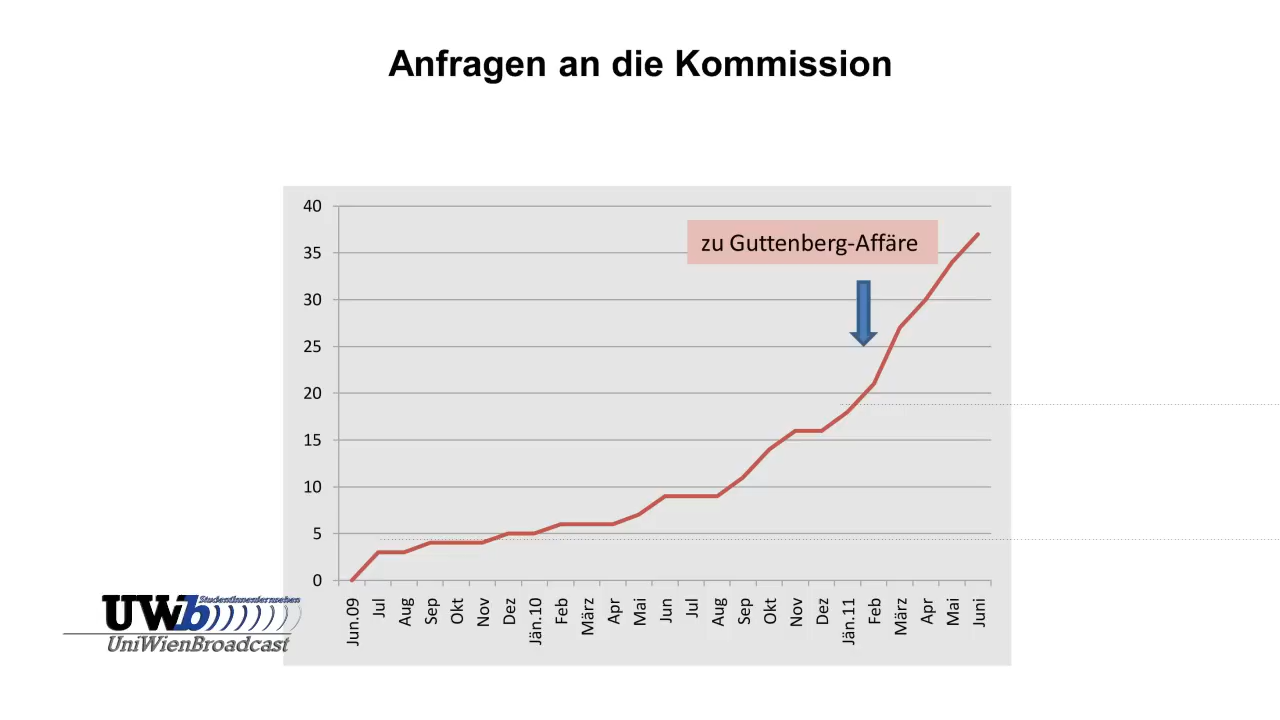 Anfragen an die Kommission
zu Guttenberg-Affäre
40
35
30
25
20
15
10
5
0
Jun.09
Jul
Aug
Sep
Okt
Nov
Dez
Jän.10
Feb
März
Apr
Mai
Jun
Jul
Aug
Sep
Okt
Nov
Dez
Jän.11
Feb
März
Apr
Mai
Juni
UWb StudentInnenfernsehen
UniWienBroadcast